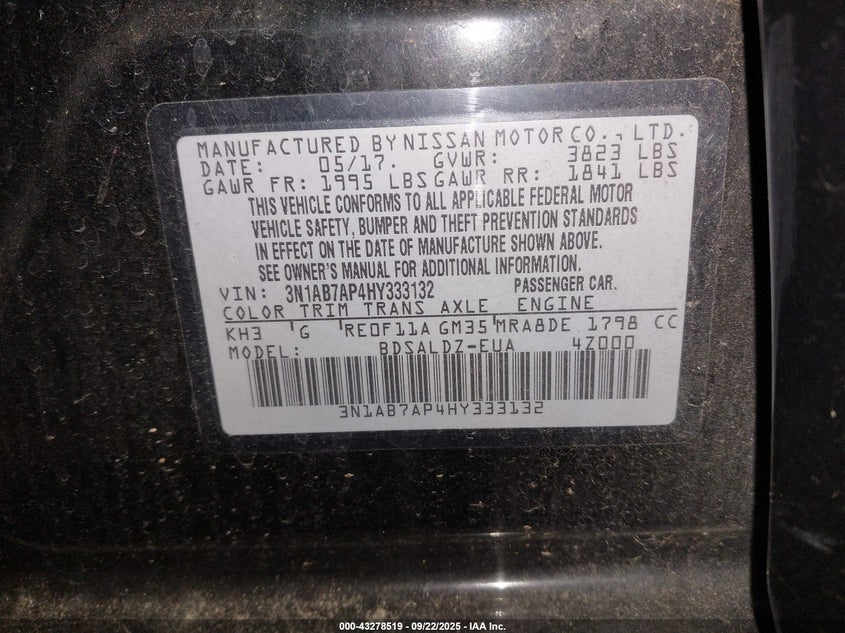 MANUFACTURED BY NISSAN MOTOR CO., LTD.
DATE: 05/17. GVWR: 3823 LBS
GAWR FR: 1995 LBS GAWR RR: 1841 LBS
THIS VEHICLE CONFORMS TO ALL APPLICABLE FEDERAL MOTOR
VEHICLE SAFETY, BUMPER AND THEFT PREVENTION STANDARDS
IN EFFECT ON THE DATE OF MANUFACTURE SHOWN ABOVE.
SEE OWNER'S MANUAL FOR ADDITIONAL INFORMATION.
VIN: 3N1AB7AP4HY333132 PASSENGER CAR.
COLOR TRIM TRANS AXLE ENGINE
KH3 G RE0F11A GM35 MRA8DE 1798 CC
MODEL: BDSALDZ-EUA 4Z000
3N1AB7AP4HY333132
000-43278519 - 09/22/2025 - IAA Inc.